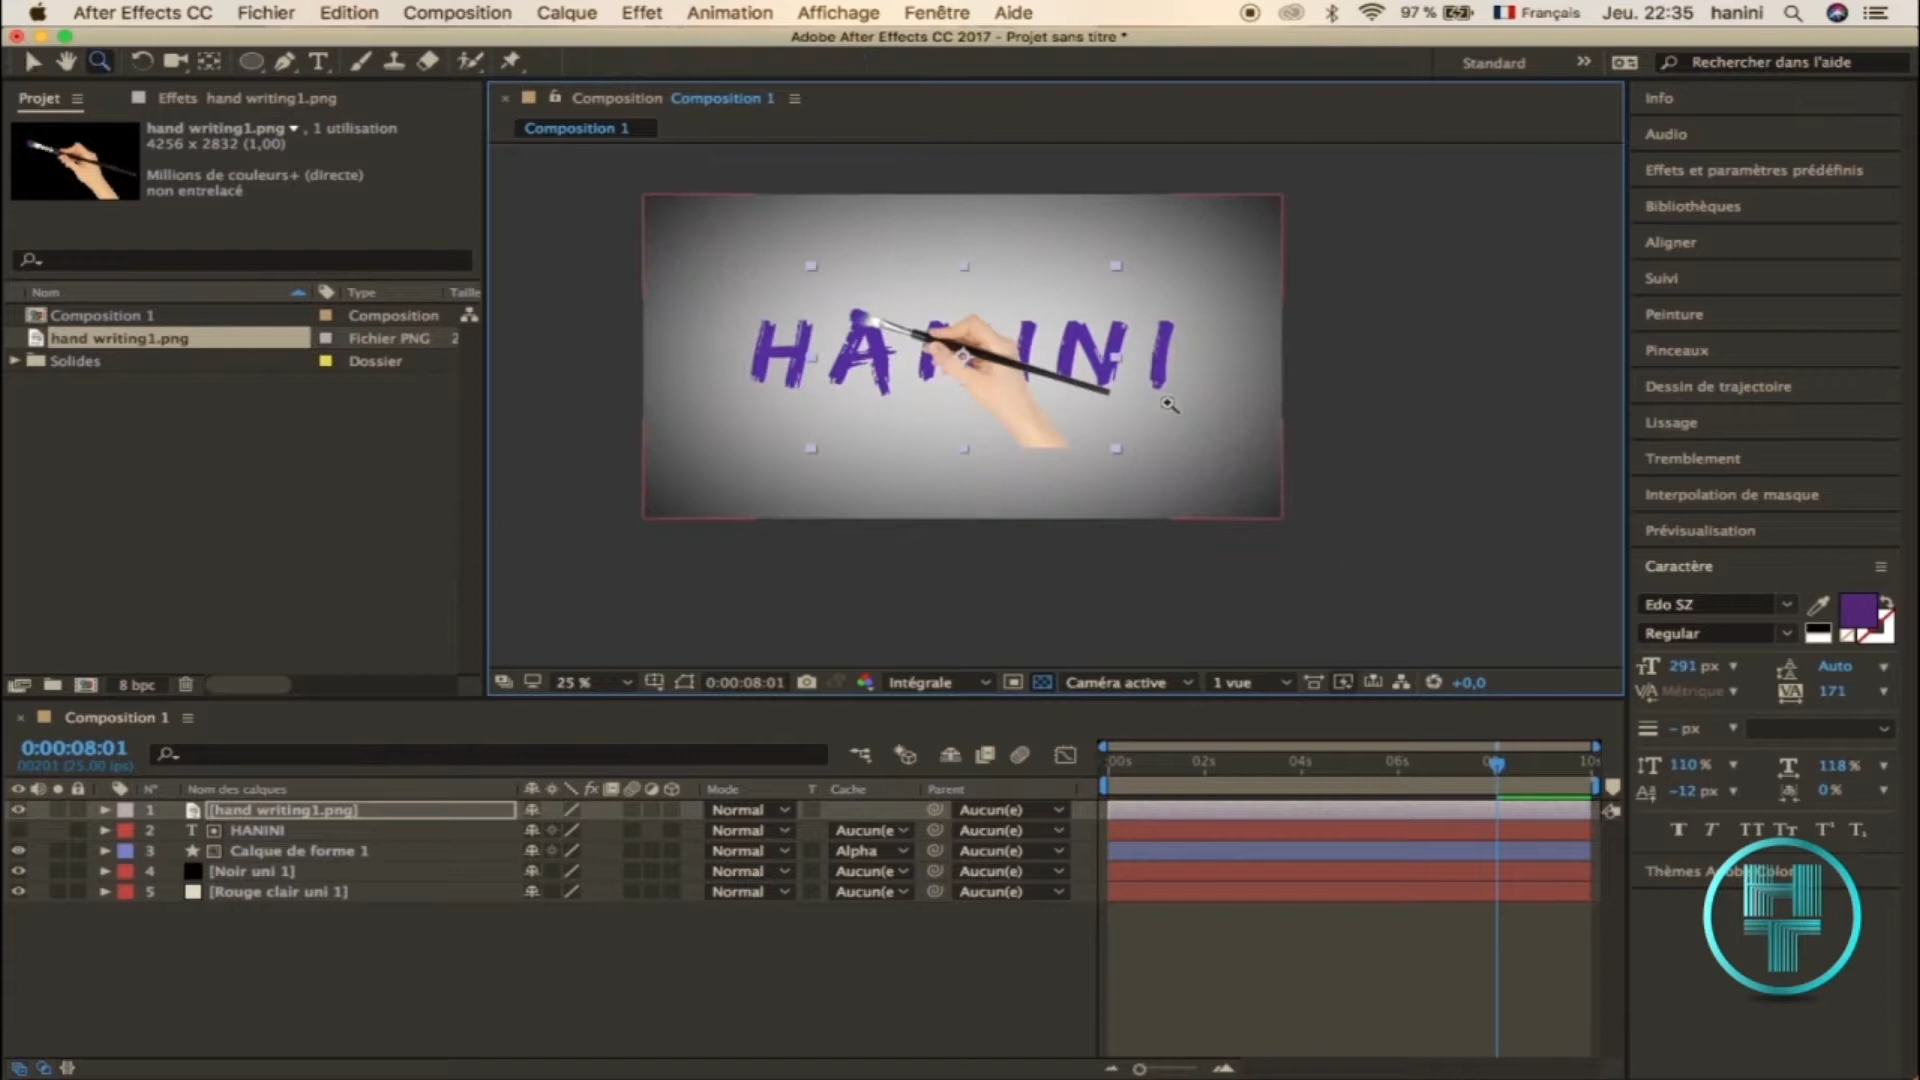 After Effects CC Fichier Edition Composition Calque Effet Animation Affichage Fenêtre Aide 97 % Français Jeu. 22:35 hanini
Adobe After Effects CC 2017 - Projet sans titre *
Standard Rechercher dans l'aide
Projet Effets hand writing1.png
hand writing1.png , 1 utilisation
4256 x 2832 (1,00)
Millions de couleurs+ (directe)
non entrelacé
Nom Type Taille
Composition 1 Composition
hand writing1.png Fichier PNG 2
Solides Dossier
8 bpc
Composition Composition 1
Composition 1
HANINI
25 % 0:00:08:01 Intégrale Caméra active 1 vue +0,0
Info
Audio
Effets et paramètres prédéfinis
Bibliothèques
Aligner
Suivi
Peinture
Pinceaux
Dessin de trajectoire
Lissage
Tremblement
Interpolation de masque
Prévisualisation
Caractère
Edo SZ
Regular
291 px Auto
Métrique 171
- px
110 % 118 %
-12 px 0 %
T T TT Tт T¹ T₁
Thèmes Adobe Color
Composition 1
0:00:08:01
00201 (25.00 ips)
:00s 02s 04s 06s 10s
N° Nom des calques Mode T Cache Parent
1 [hand writing1.png] Normal Aucun(e)
2 T HANINI Normal Aucun(e Aucun(e)
3 Calque de forme 1 Normal Alpha Aucun(e)
4 [Noir uni 1] Normal Aucun(e Aucun(e)
5 [Rouge clair uni 1] Normal Aucun(e Aucun(e)